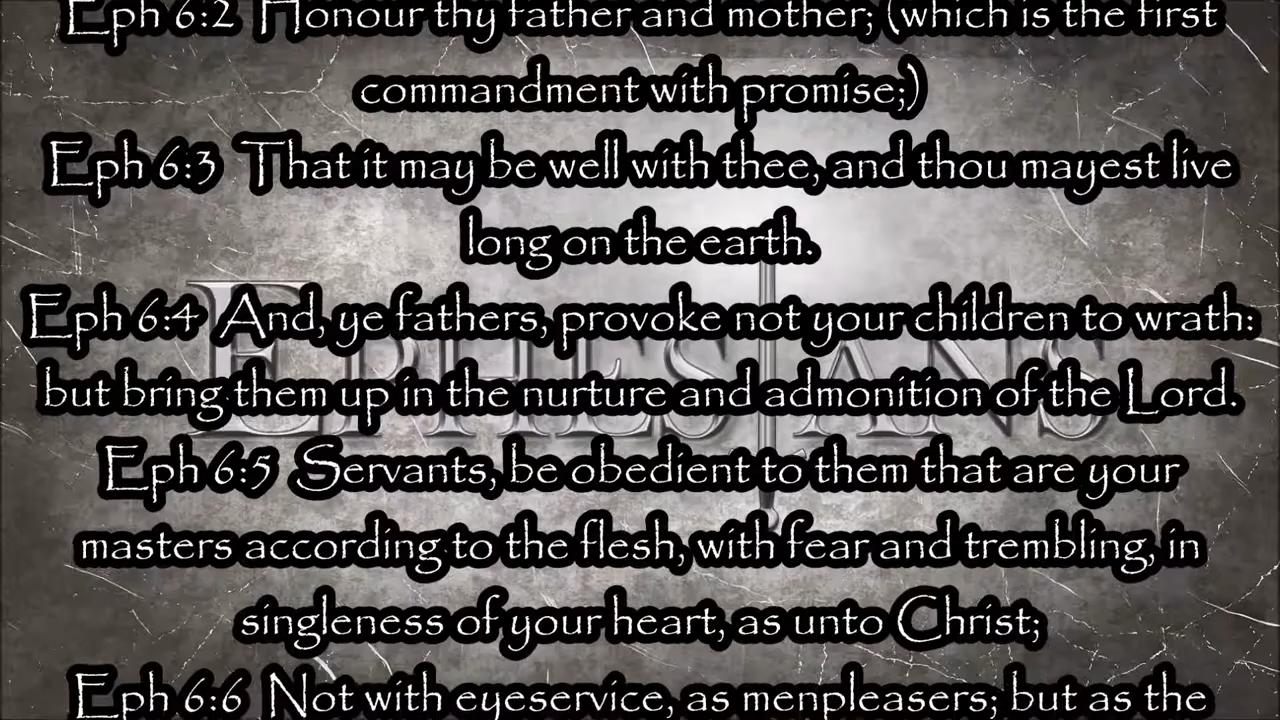 Eph 6:2 Honour thy father and mother; (which is the first
commandment with promise;)
Eph 6:3 That it may be well with thee, and thou mayest live
long on the earth.
Eph 6:4 And, ye fathers, provoke not your children to wrath:
but bring them up in the nurture and admonition of the Lord.
EPHESIANS
Eph 6:5 Servants, be obedient to them that are your
masters according to the flesh, with fear and trembling, in
singleness of your heart, as unto Christ;
Eph 6:6 Not with eyeservice, as menpleasers; but as the